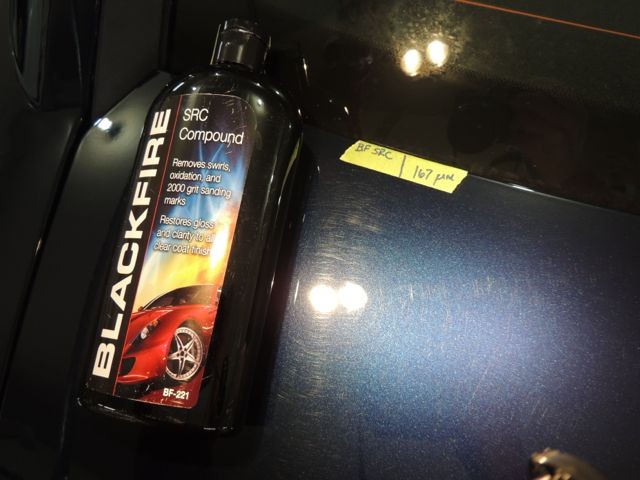 BLACKFIRE
SRC
Compound
Removes swirls,
oxidation, and
2000 grit sanding
marks
Restores gloss
and clarity to all
clear coat finishes
BF-221
BF SRC | 167 µm